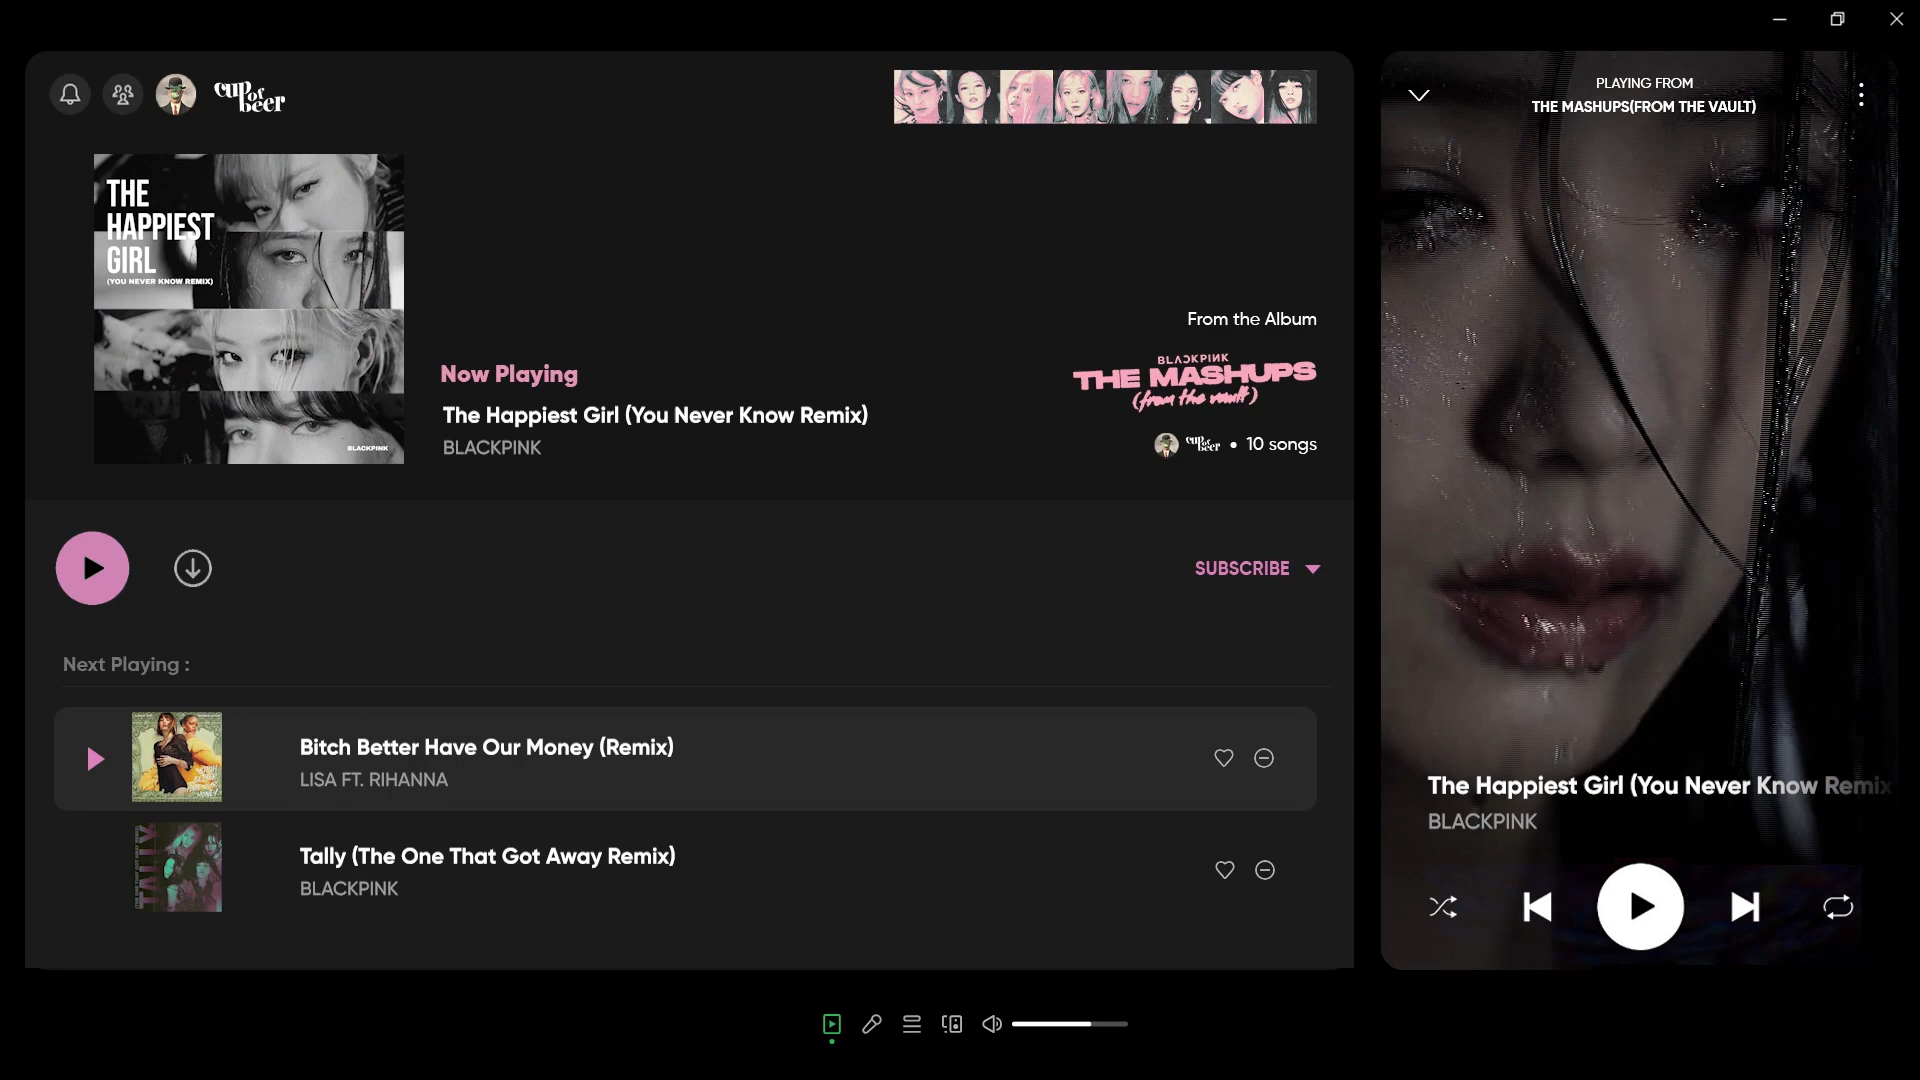 cup of beer
THE
HAPPIEST
GIRL
(YOU NEVER KNOW REMIX)
BLACKPINK
Now Playing
The Happiest Girl (You Never Know Remix)
BLACKPINK
From the Album
BLACKPINK
THE MASHUPS
(from the vault)
cup of beer • 10 songs
SUBSCRIBE
Next Playing :
Bitch Better Have Our Money (Remix)
LISA FT. RIHANNA
TALLY
Tally (The One That Got Away Remix)
BLACKPINK
PLAYING FROM
THE MASHUPS(FROM THE VAULT)
The Happiest Girl (You Never Know Remix
BLACKPINK